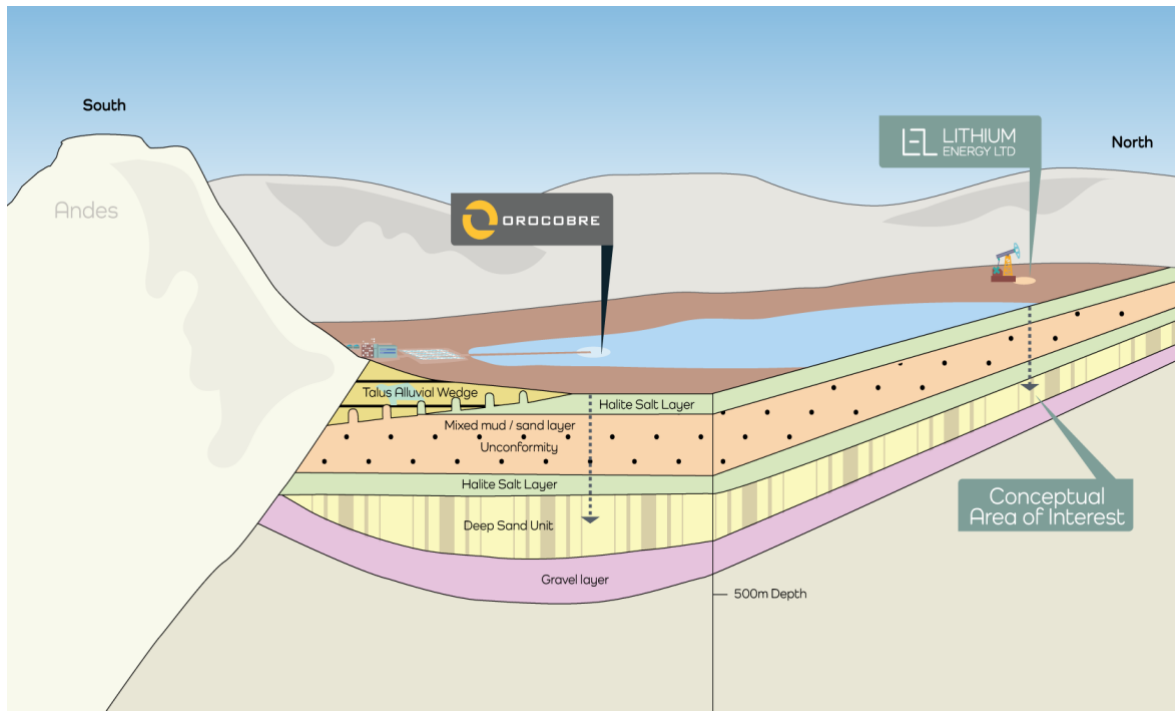 South
North
LEL LITHIUM
ENERGY LTD
Andes
OROCOBRE
Talus Alluvial Wedge
Halite Salt Layer
Mixed mud / sand layer
Unconformity
Halite Salt Layer
Deep Sand Unit
Conceptual
Area of Interest
Gravel layer
500m Depth